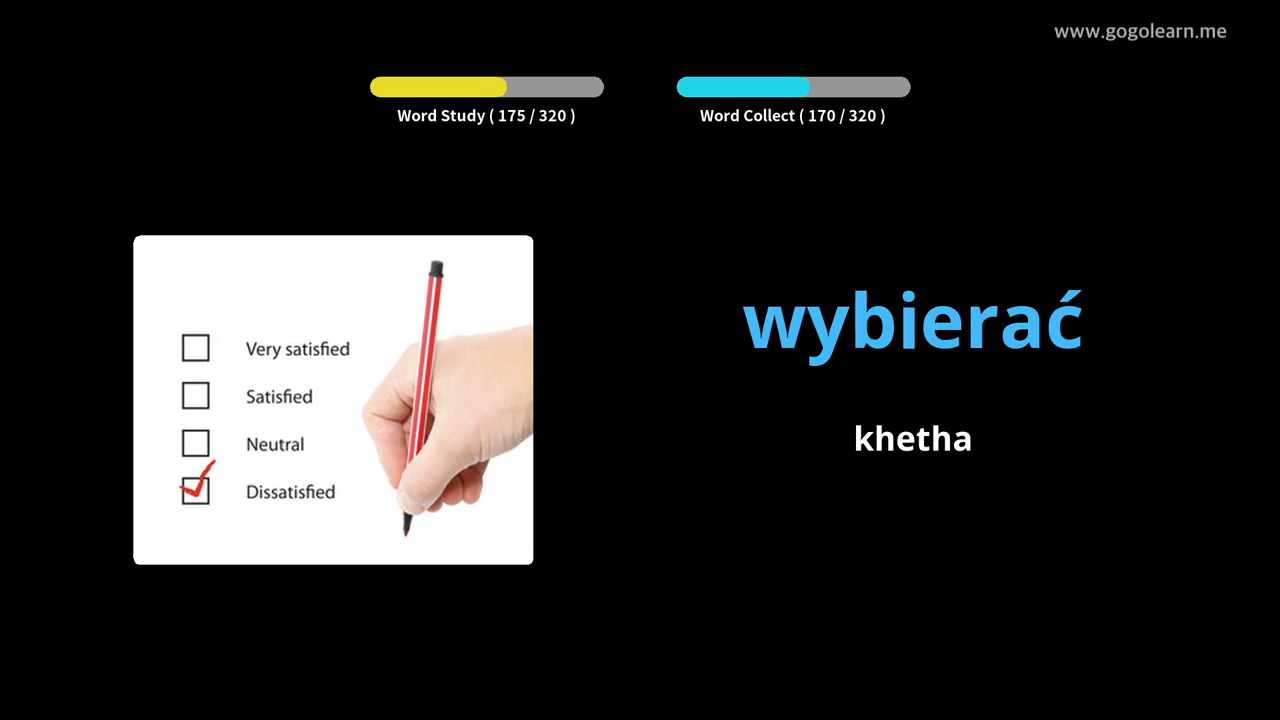 www.gogolearn.me
Word Study ( 175 / 320 )
Word Collect ( 170 / 320 )
Very satisfied
Satisfied
Neutral
Dissatisfied
wybierać
khetha